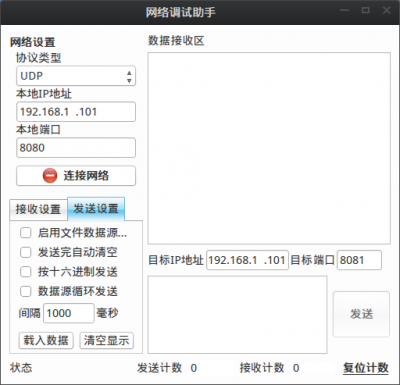 网络调试助手
网络设置
协议类型
UDP
本地IP地址
192.168.1 .101
本地端口
8080
连接网络
接收设置 发送设置
启用文件数据源...
发送完自动清空
按十六进制发送
数据源循环发送
间隔 1000 毫秒
载入数据 清空显示
数据接收区
目标IP地址 192.168.1 .101 目标端口 8081
发送
状态 发送计数 0 接收计数 0 复位计数